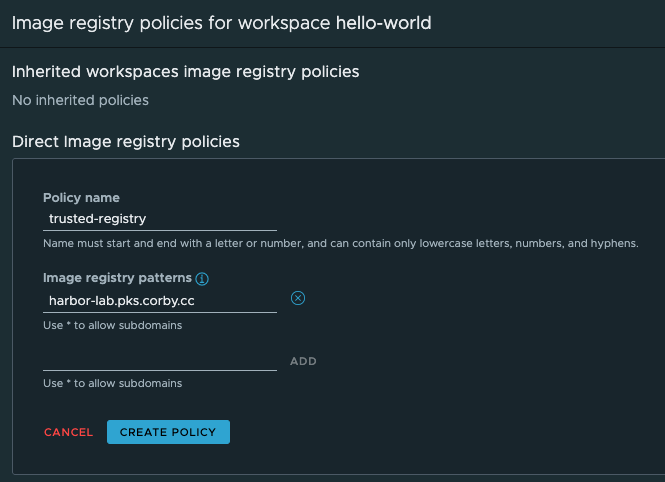 Image registry policies for workspace hello-world
Inherited workspaces image registry policies
No inherited policies
Direct Image registry policies
Policy name
trusted-registry
Name must start and end with a letter or number, and can contain only lowercase letters, numbers, and hyphens.
Image registry patterns
harbor-lab.pks.corby.cc
Use * to allow subdomains
ADD
Use * to allow subdomains
CANCEL CREATE POLICY